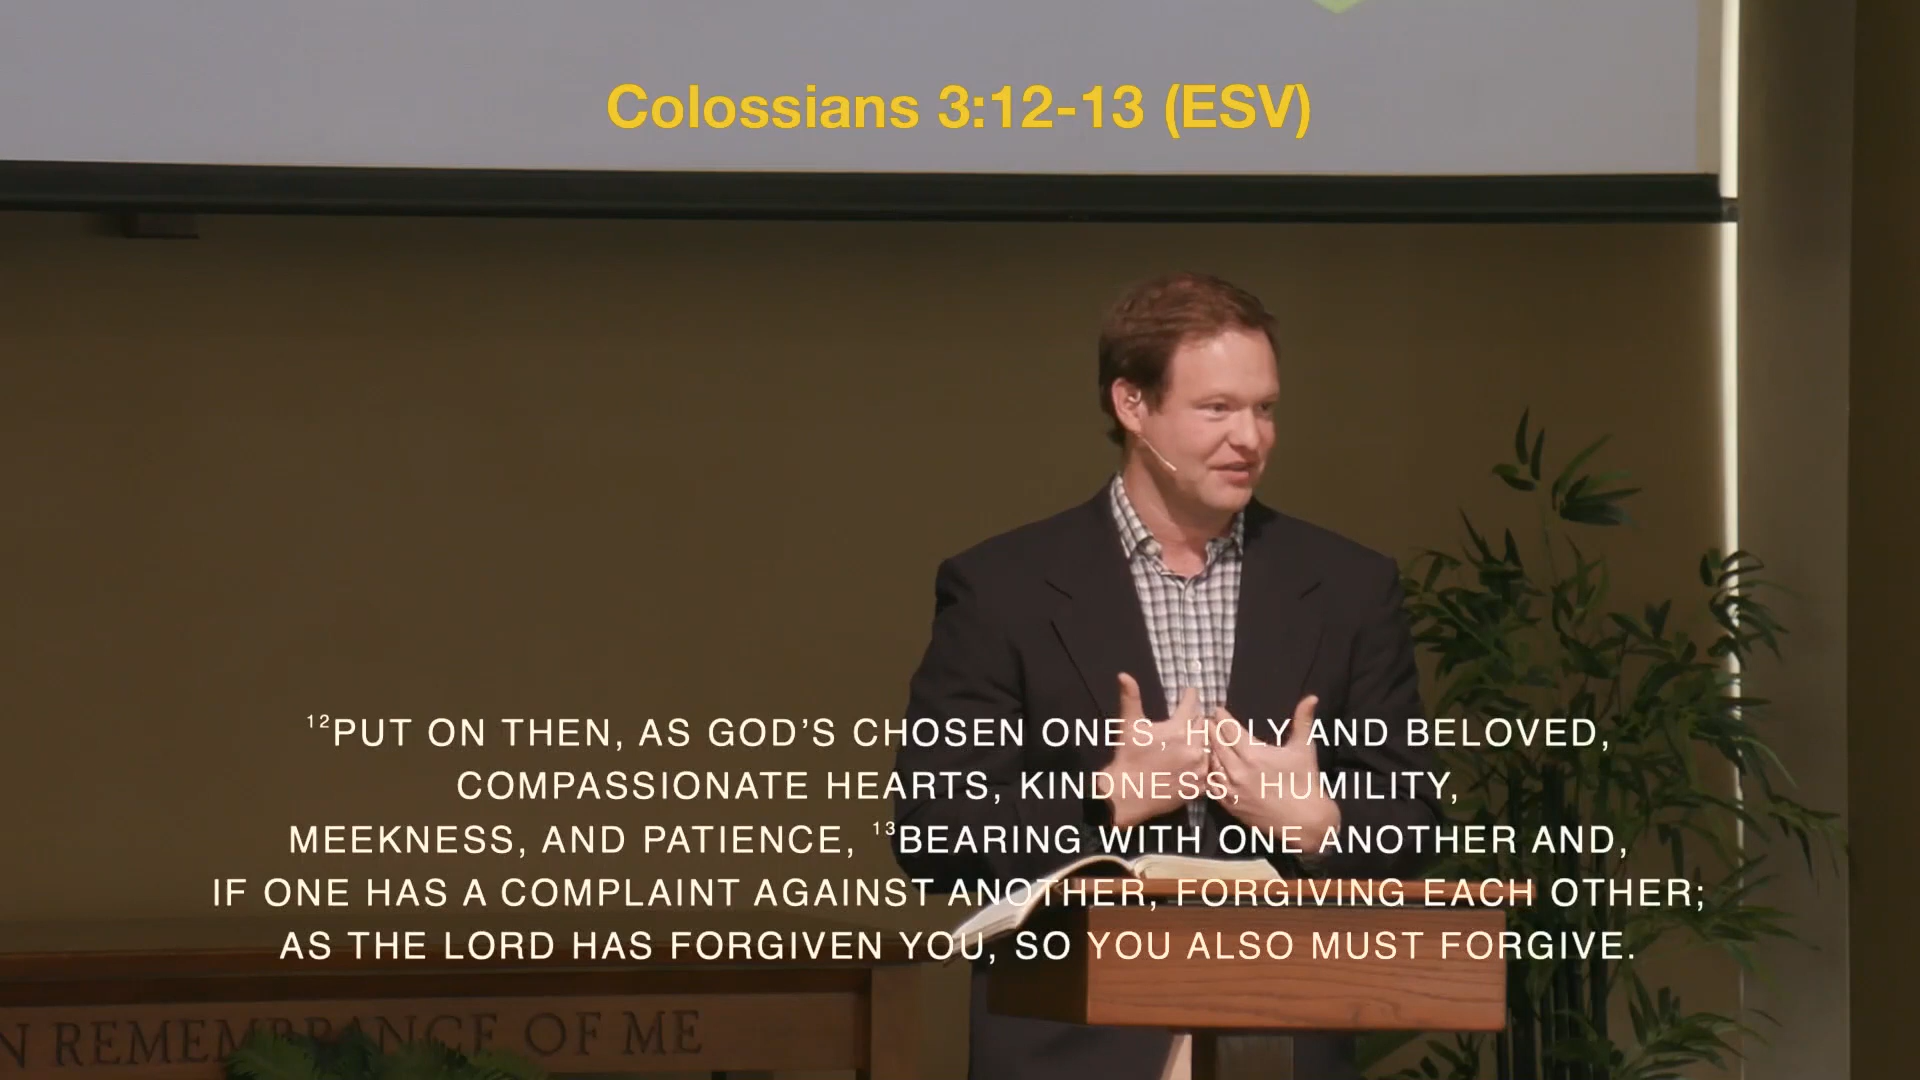 Colossians 3:12-13 (ESV)
¹²PUT ON THEN, AS GOD’S CHOSEN ONES, HOLY AND BELOVED,
COMPASSIONATE HEARTS, KINDNESS, HUMILITY,
MEEKNESS, AND PATIENCE, ¹³BEARING WITH ONE ANOTHER AND,
IF ONE HAS A COMPLAINT AGAINST ANOTHER, FORGIVING EACH OTHER;
AS THE LORD HAS FORGIVEN YOU, SO YOU ALSO MUST FORGIVE.
N REMEMBRANCE OF ME